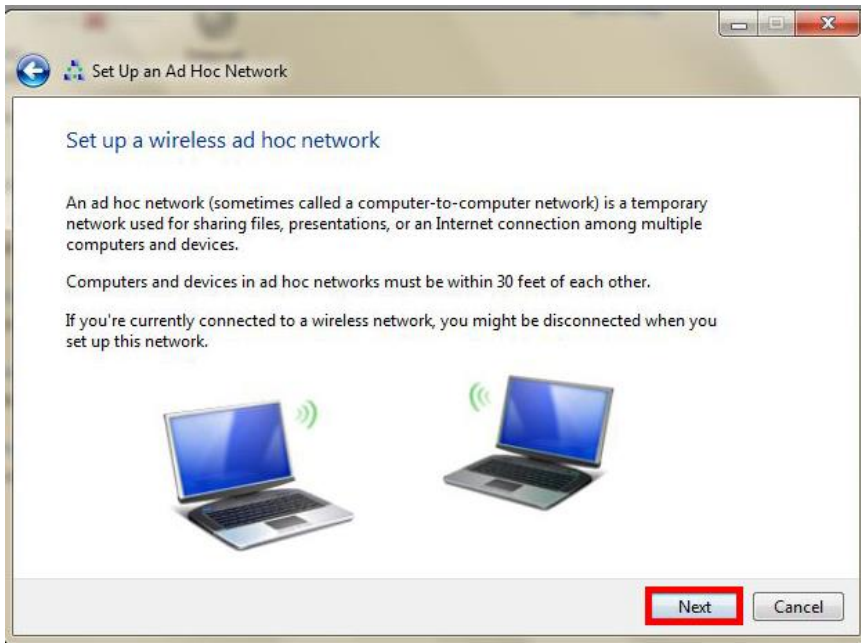 Set Up an Ad Hoc Network
Set up a wireless ad hoc network
An ad hoc network (sometimes called a computer-to-computer network) is a temporary
network used for sharing files, presentations, or an Internet connection among multiple
computers and devices.
Computers and devices in ad hoc networks must be within 30 feet of each other.
If you're currently connected to a wireless network, you might be disconnected when you
set up this network.
Next Cancel